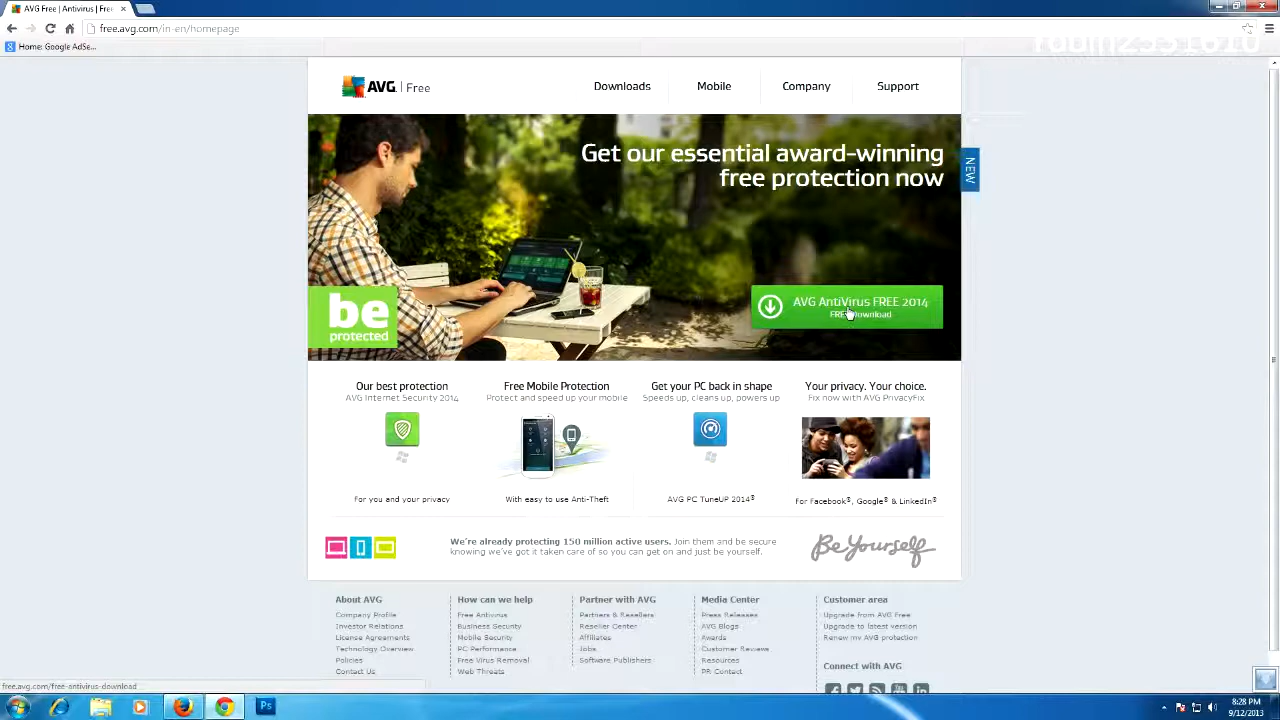 AVG Free | Antivirus | Free
free.avg.com/in-en/homepage
Home: Google AdSe...
AVG. | Free
Downloads
Mobile
Company
Support
Get our essential award-winning
free protection now
NEW
AVG AntiVirus FREE 2014
FREE Download
be
protected
Our best protection
AVG Internet Security 2014
Free Mobile Protection
Protect and speed up your mobile
Get your PC back in shape
Speeds up, cleans up, powers up
Your privacy. Your choice.
Fix now with AVG PrivacyFix
For you and your privacy
With easy to use Anti-Theft
AVG PC TuneUP 2014®
For Facebook®, Google® & LinkedIn®
We're already protecting 150 million active users. Join them and be secure
knowing we've got it taken care of so you can get on and just be yourself.
Be Yourself
About AVG
Company Profile
Investor Relations
License Agreements
Technology Overview
Policies
Contact Us
How can we help
Free Antivirus
Business Security
Mobile Security
PC Performance
Free Virus Removal
Web Threats
Partner with AVG
Partners & Resellers
Reseller Center
Affiliates
Jobs
Software Publishers
Media Center
Press Releases
AVG Blogs
Awards
Customer Reviews
Resources
PR Contact
Customer area
Upgrade from AVG Free
Upgrade to latest version
Renew my AVG protection
Connect with AVG
free.avg.com/free-antivirus-download
Ps
8:28 PM
9/12/2013